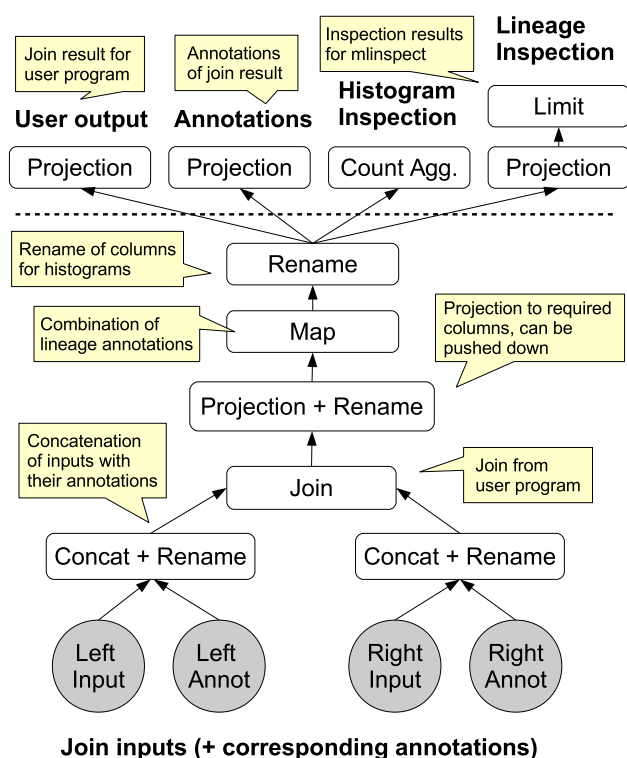 Join result for
user program
Annotations
of join result
Inspection results
for mlinspect
Lineage
Inspection
User output
Annotations
Histogram
Inspection
Limit
Projection
Projection
Count Agg.
Projection
Rename of columns
for histograms
Rename
Combination of
lineage annotations
Map
Projection to required
columns, can be
pushed down
Projection + Rename
Concatenation
of inputs with
their annotations
Join
Join from
user program
Concat + Rename
Concat + Rename
Left
Input
Left
Annot
Right
Input
Right
Annot
Join inputs (+ corresponding annotations)